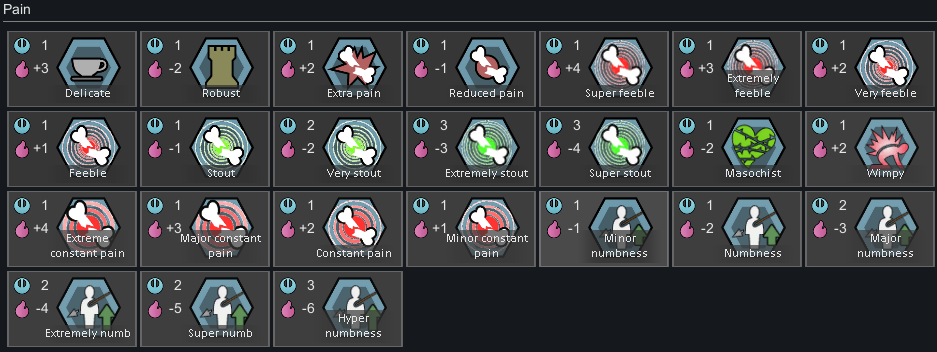 Pain
1
+3
Delicate
1
-2
Robust
1
+2
Extra pain
1
-1
Reduced pain
1
+4
Super feeble
1
+3
Extremely
feeble
1
+2
Very feeble
1
+1
Feeble
1
-1
Stout
2
-2
Very stout
3
-3
Extremely stout
3
-4
Super stout
1
-2
Masochist
1
+2
Wimpy
1
+4
Extreme
constant pain
1
+3
Major constant
pain
1
+2
Constant pain
1
+1
Minor constant
pain
1
-1
Minor
numbness
1
-2
Numbness
2
-3
Major
numbness
2
-4
Extremely numb
2
-5
Super numb
3
-6
Hyper
numbness